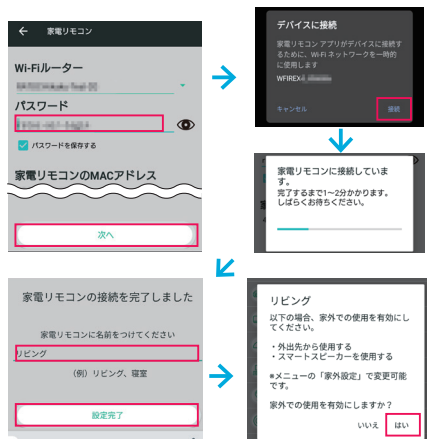 家電リモコン
Wi-Fiルーター
パスワード
パスワードを保存する
家電リモコンのMACアドレス
次へ
デバイスに接続
家電リモコン アプリがデバイスに接続す
るために、Wi-Fi ネットワークを一時的
に使用します
WFIREX
キャンセル
接続
家電リモコンに接続していま
す。
完了するまで1〜2分かかります。
しばらくお待ちください。
家電リモコンの接続を完了しました
家電リモコンに名前をつけてください
リビング
(例) リビング、寝室
設定完了
リビング
以下の場合、家外での使用を有効にし
てください。
・外出先から使用する
・スマートスピーカーを使用する
※メニューの「家外設定」で変更可能
です。
家外での使用を有効にしますか？
いいえ
はい